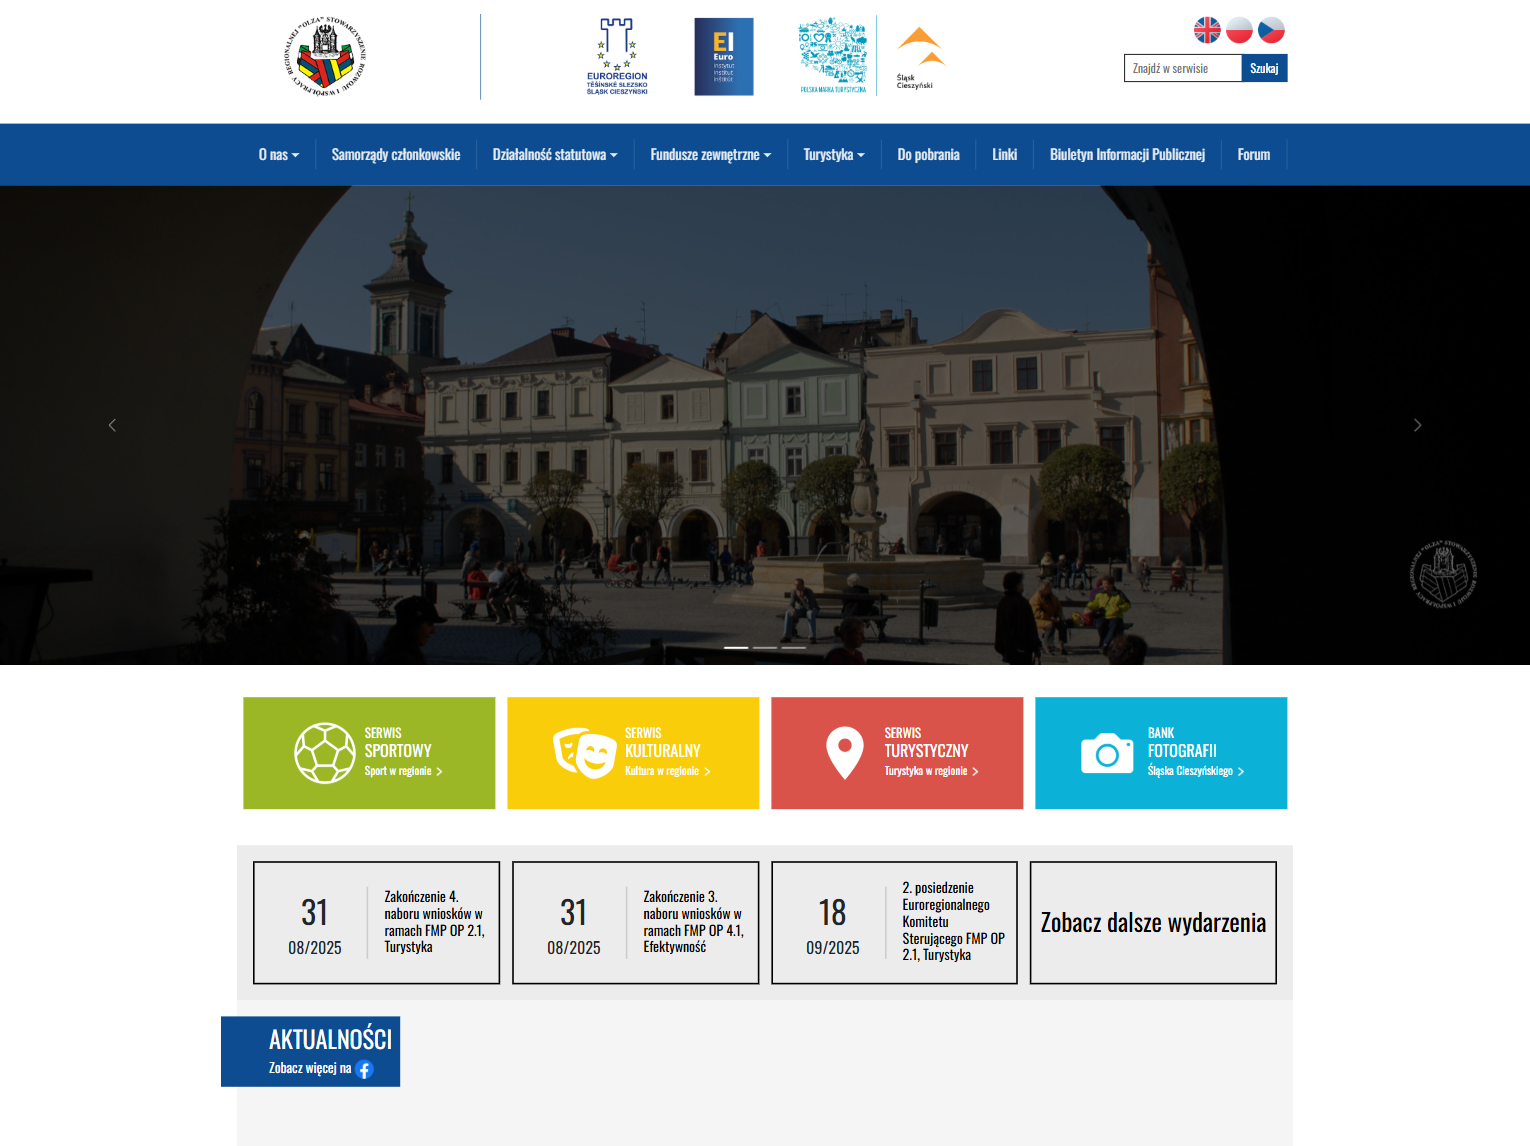 REGIONALNEJ "OLZA" STOWARZYSZENIE ROZWOJU I WSPÓŁPRACY
EUROREGION
TĚŠÍNSKÉ SLEZSKO
ŚLĄSK CIESZYŃSKI
EI
Euro
instytut
institut
inštitút
POLSKA MARKA TURYSTYCZNA
Śląsk
Cieszyński
Znajdź w serwisie
Szukaj
O nas
Samorządy członkowskie
Działalność statutowa
Fundusze zewnętrzne
Turystyka
Do pobrania
Linki
Biuletyn Informacji Publicznej
Forum
REGIONALNEJ "OLZA" STOWARZYSZENIE ROZWOJU I WSPÓŁPRACY
SERWIS
SPORTOWY
Sport w regionie
SERWIS
KULTURALNY
Kultura w regionie
SERWIS
TURYSTYCZNY
Turystyka w regionie
BANK
FOTOGRAFII
Śląska Cieszyńskiego
31
08/2025
Zakończenie 4.
naboru wniosków w
ramach FMP OP 2.1,
Turystyka
31
08/2025
Zakończenie 3.
naboru wniosków w
ramach FMP OP 4.1,
Efektywność
18
09/2025
2. posiedzenie
Euroregionalnego
Komitetu
Sterującego FMP OP
2.1, Turystyka
Zobacz dalsze wydarzenia
AKTUALNOŚCI
Zobacz więcej na